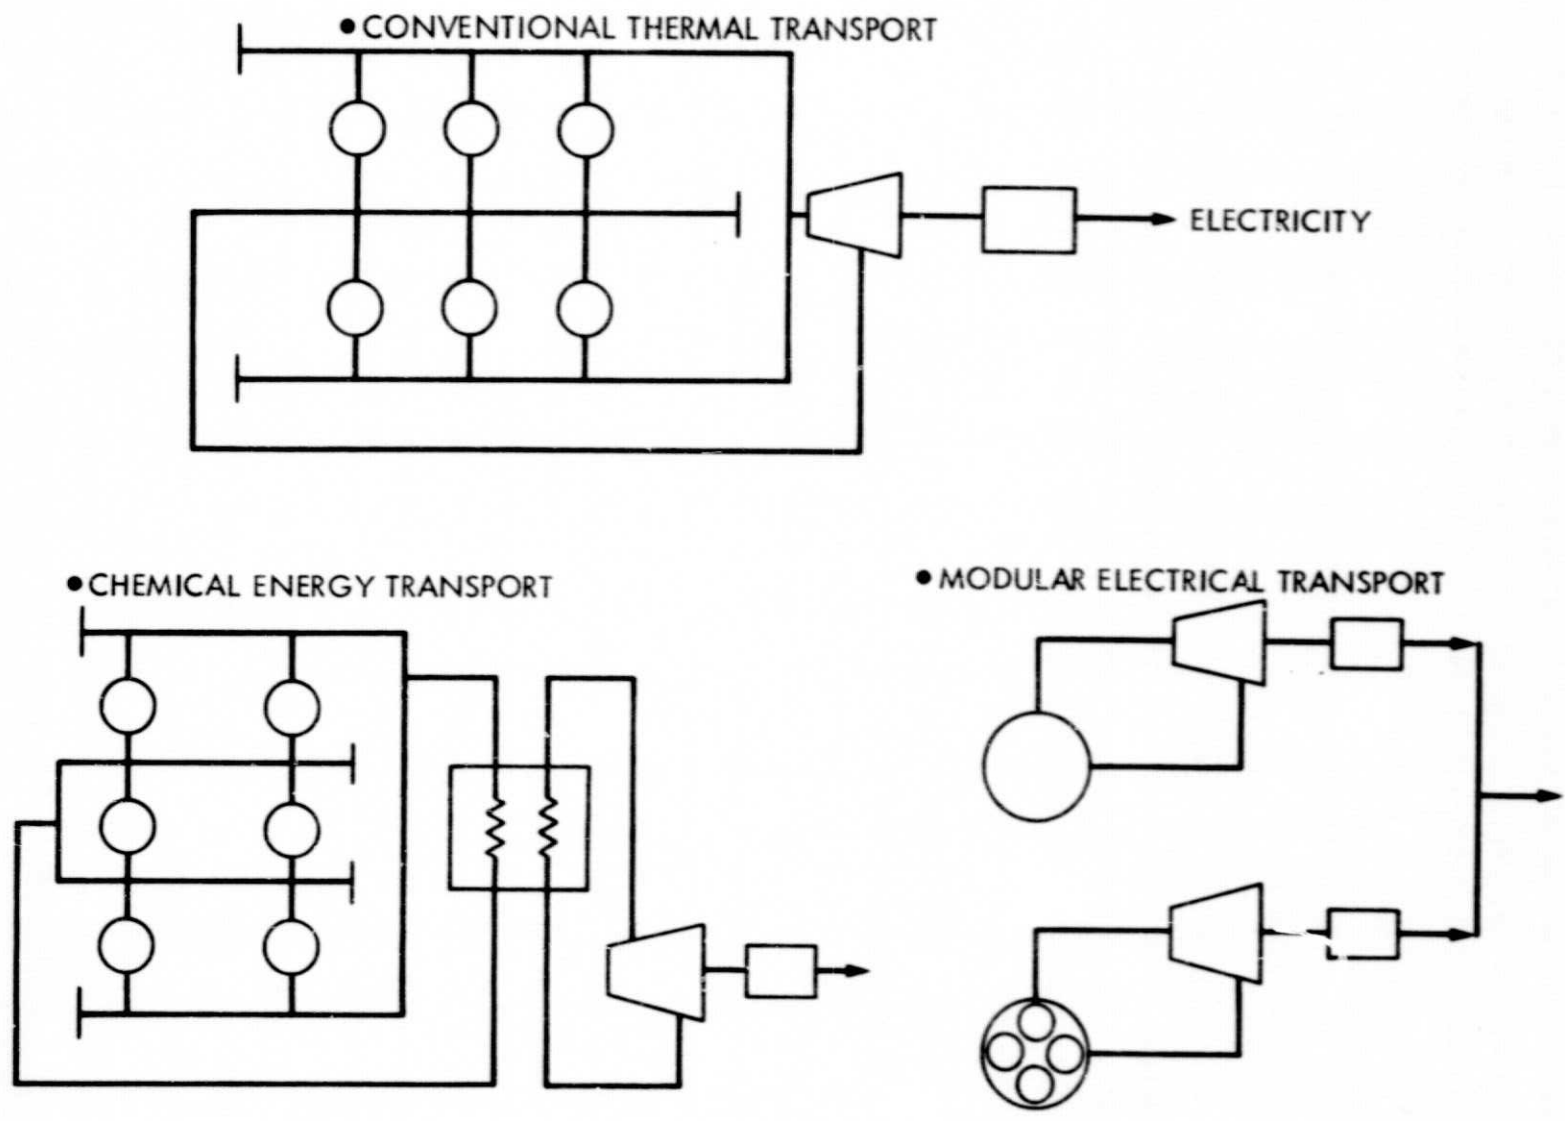 ● CONVENTIONAL THERMAL TRANSPORT
ELECTRICITY
● CHEMICAL ENERGY TRANSPORT
● MODULAR ELECTRICAL TRANSPORT